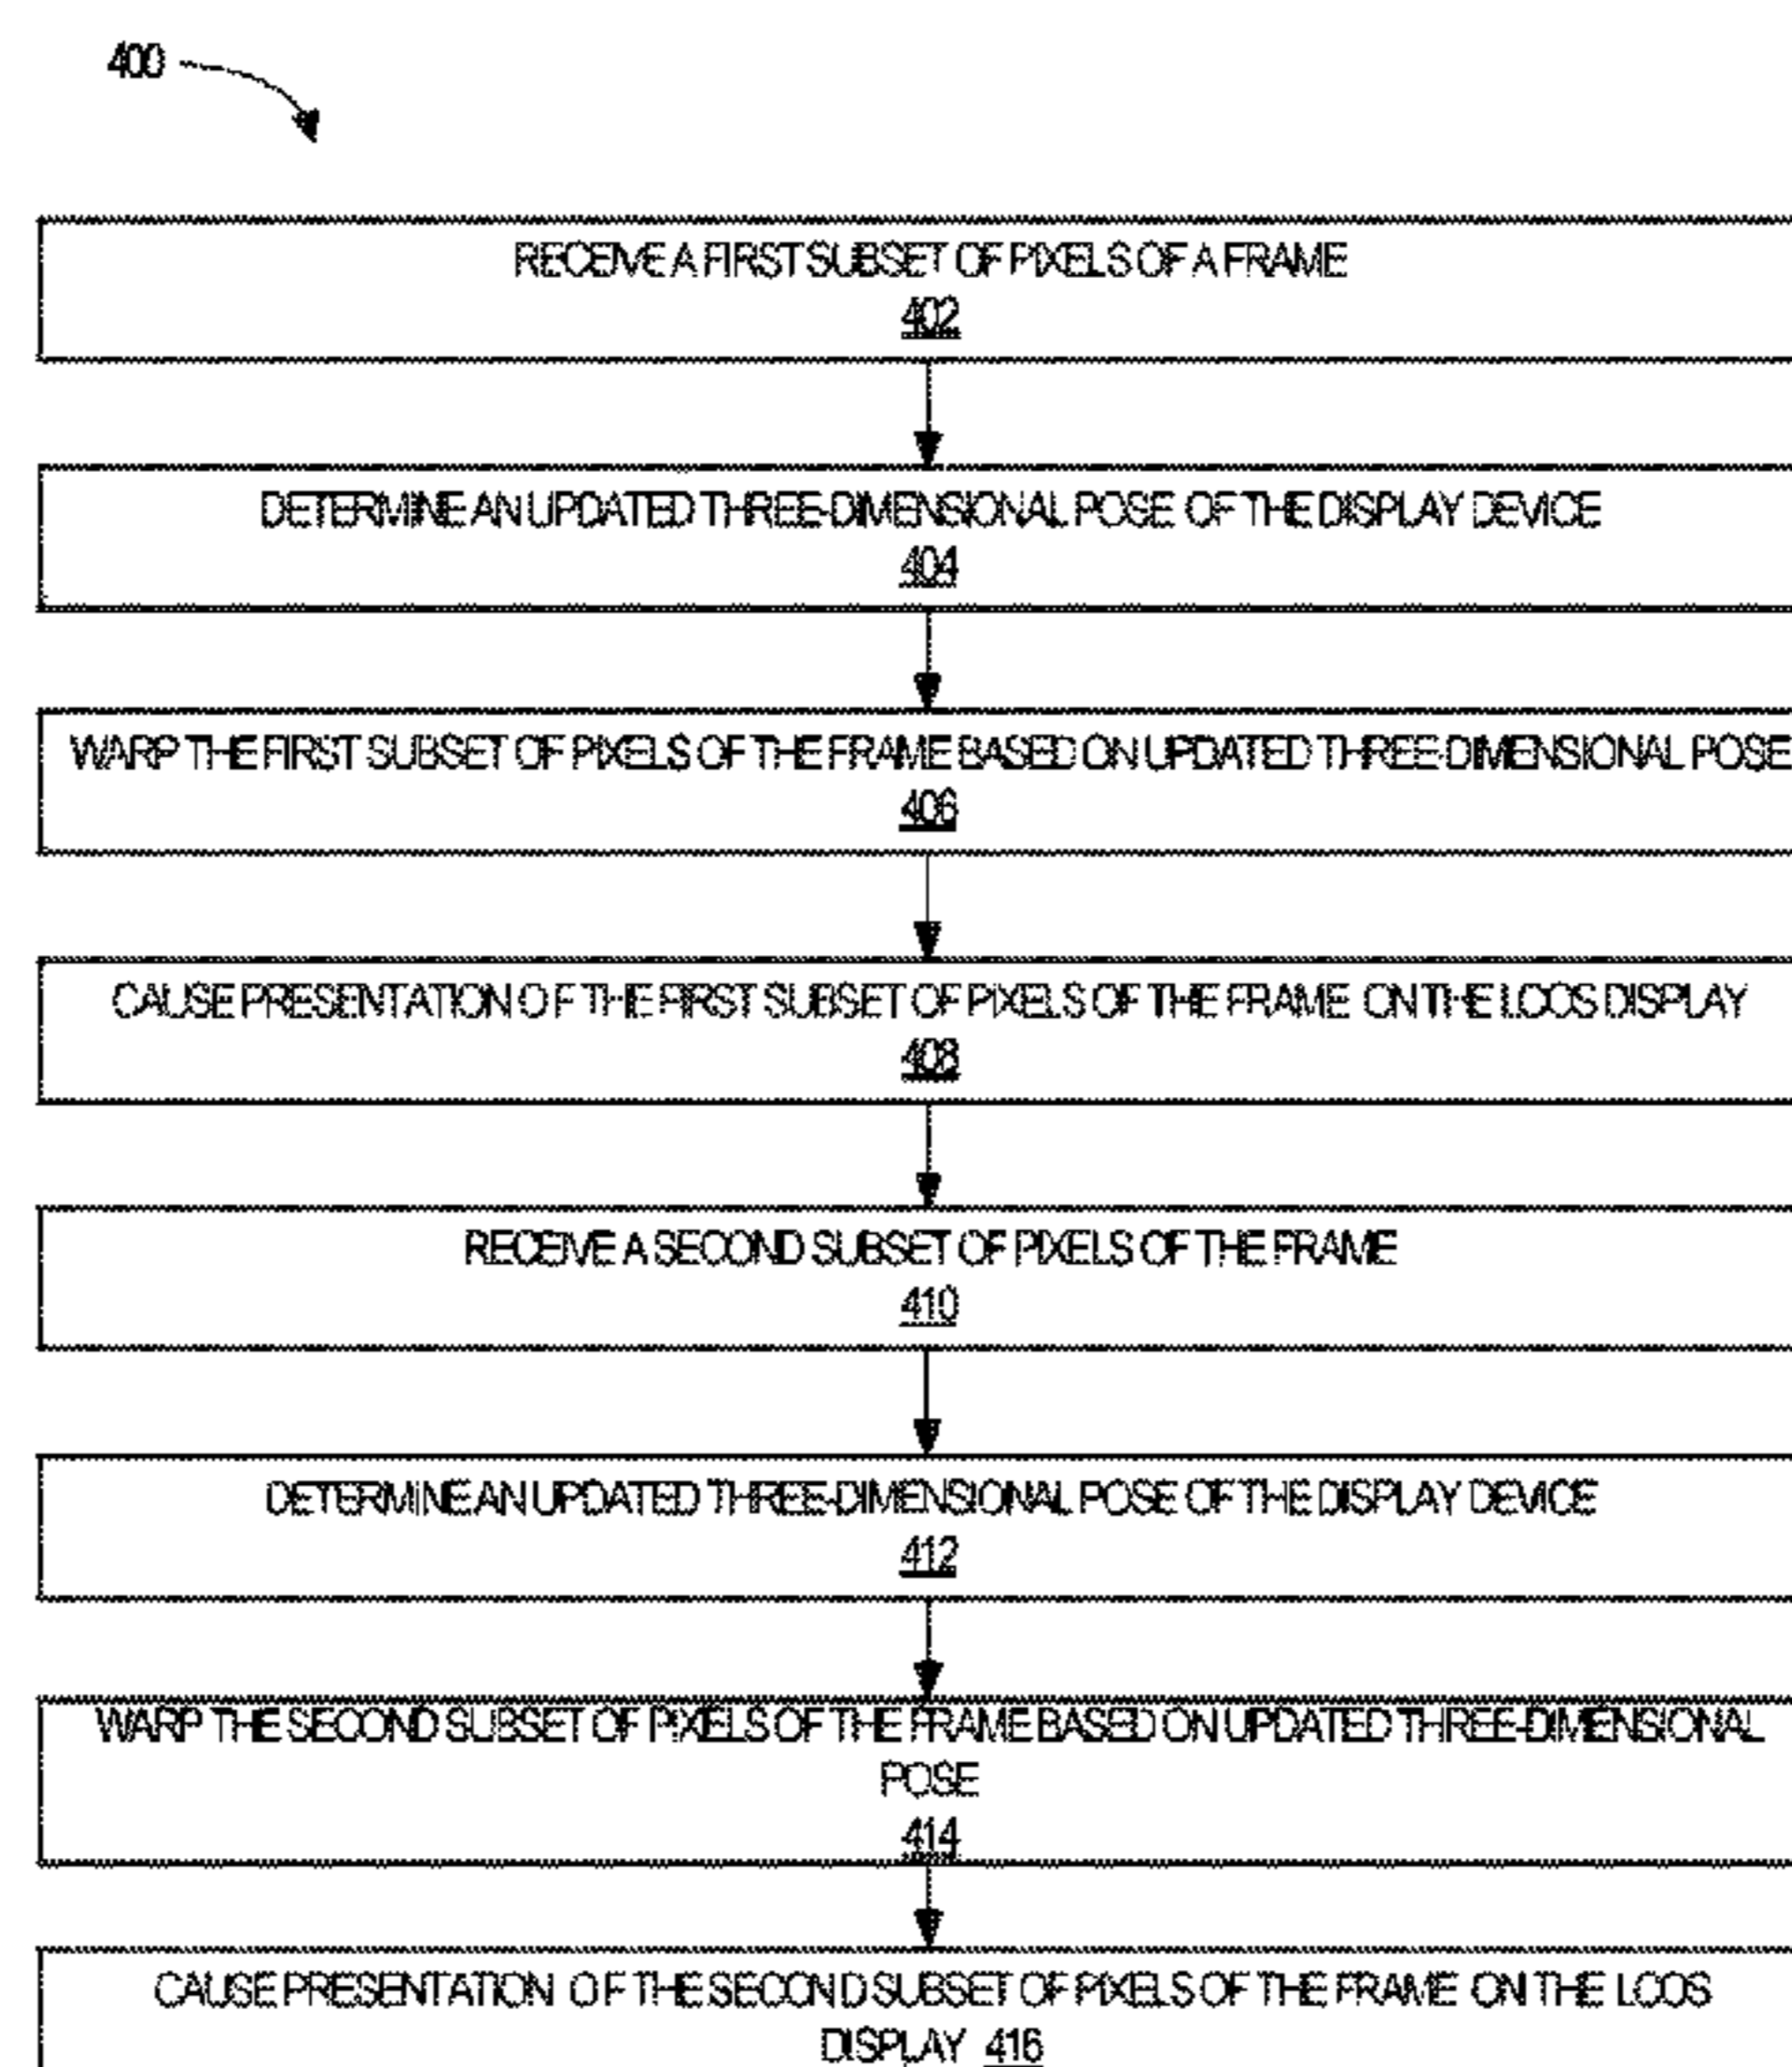 400
RECEIVE A FIRST SUBSET OF PIXELS OF A FRAME
402
DETERMINE AN UPDATED THREE-DIMENSIONAL POSE OF THE DISPLAY DEVICE
404
WARP THE FIRST SUBSET OF PIXELS OF THE FRAME BASED ON UPDATED THREE-DIMENSIONAL POSE
406
CAUSE PRESENTATION OF THE FIRST SUBSET OF PIXELS OF THE FRAME ON THE LCOS DISPLAY
408
RECEIVE A SECOND SUBSET OF PIXELS OF THE FRAME
410
DETERMINE AN UPDATED THREE-DIMENSIONAL POSE OF THE DISPLAY DEVICE
412
WARP THE SECOND SUBSET OF PIXELS OF THE FRAME BASED ON UPDATED THREE-DIMENSIONAL
POSE
414
CAUSE PRESENTATION OF THE SECOND SUBSET OF PIXELS OF THE FRAME ON THE LCOS
DISPLAY 416